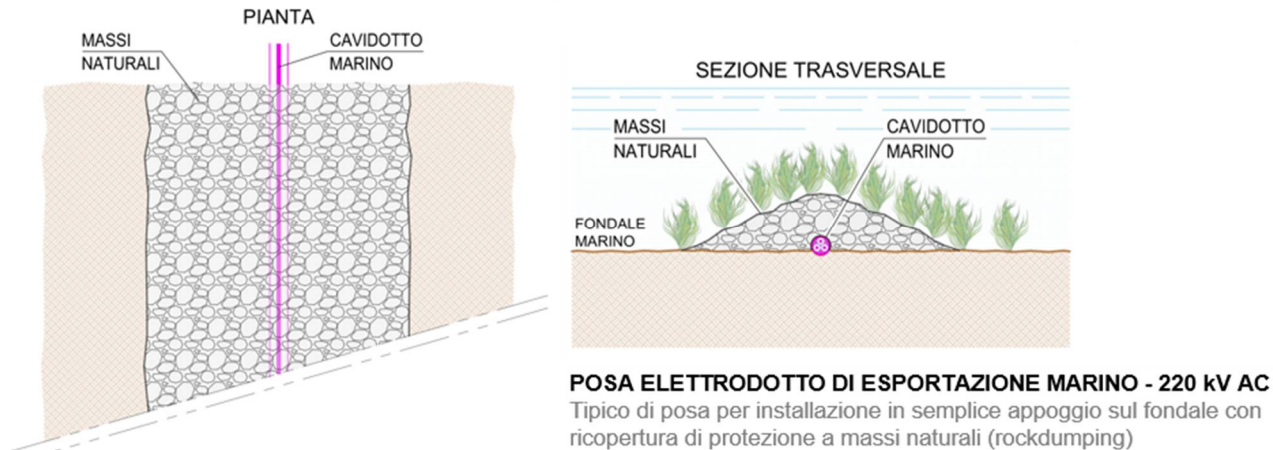 PIANTA
MASSI
NATURALI
CAVIDOTTO
MARINO
SEZIONE TRASVERSALE
MASSI
NATURALI
CAVIDOTTO
MARINO
FONDALE
MARINO
POSA ELETTRODOTTO DI ESPORTAZIONE MARINO - 220 kV AC
Tipico di posa per installazione in semplice appoggio sul fondale con
ricopertura di protezione a massi naturali (rockdumping)